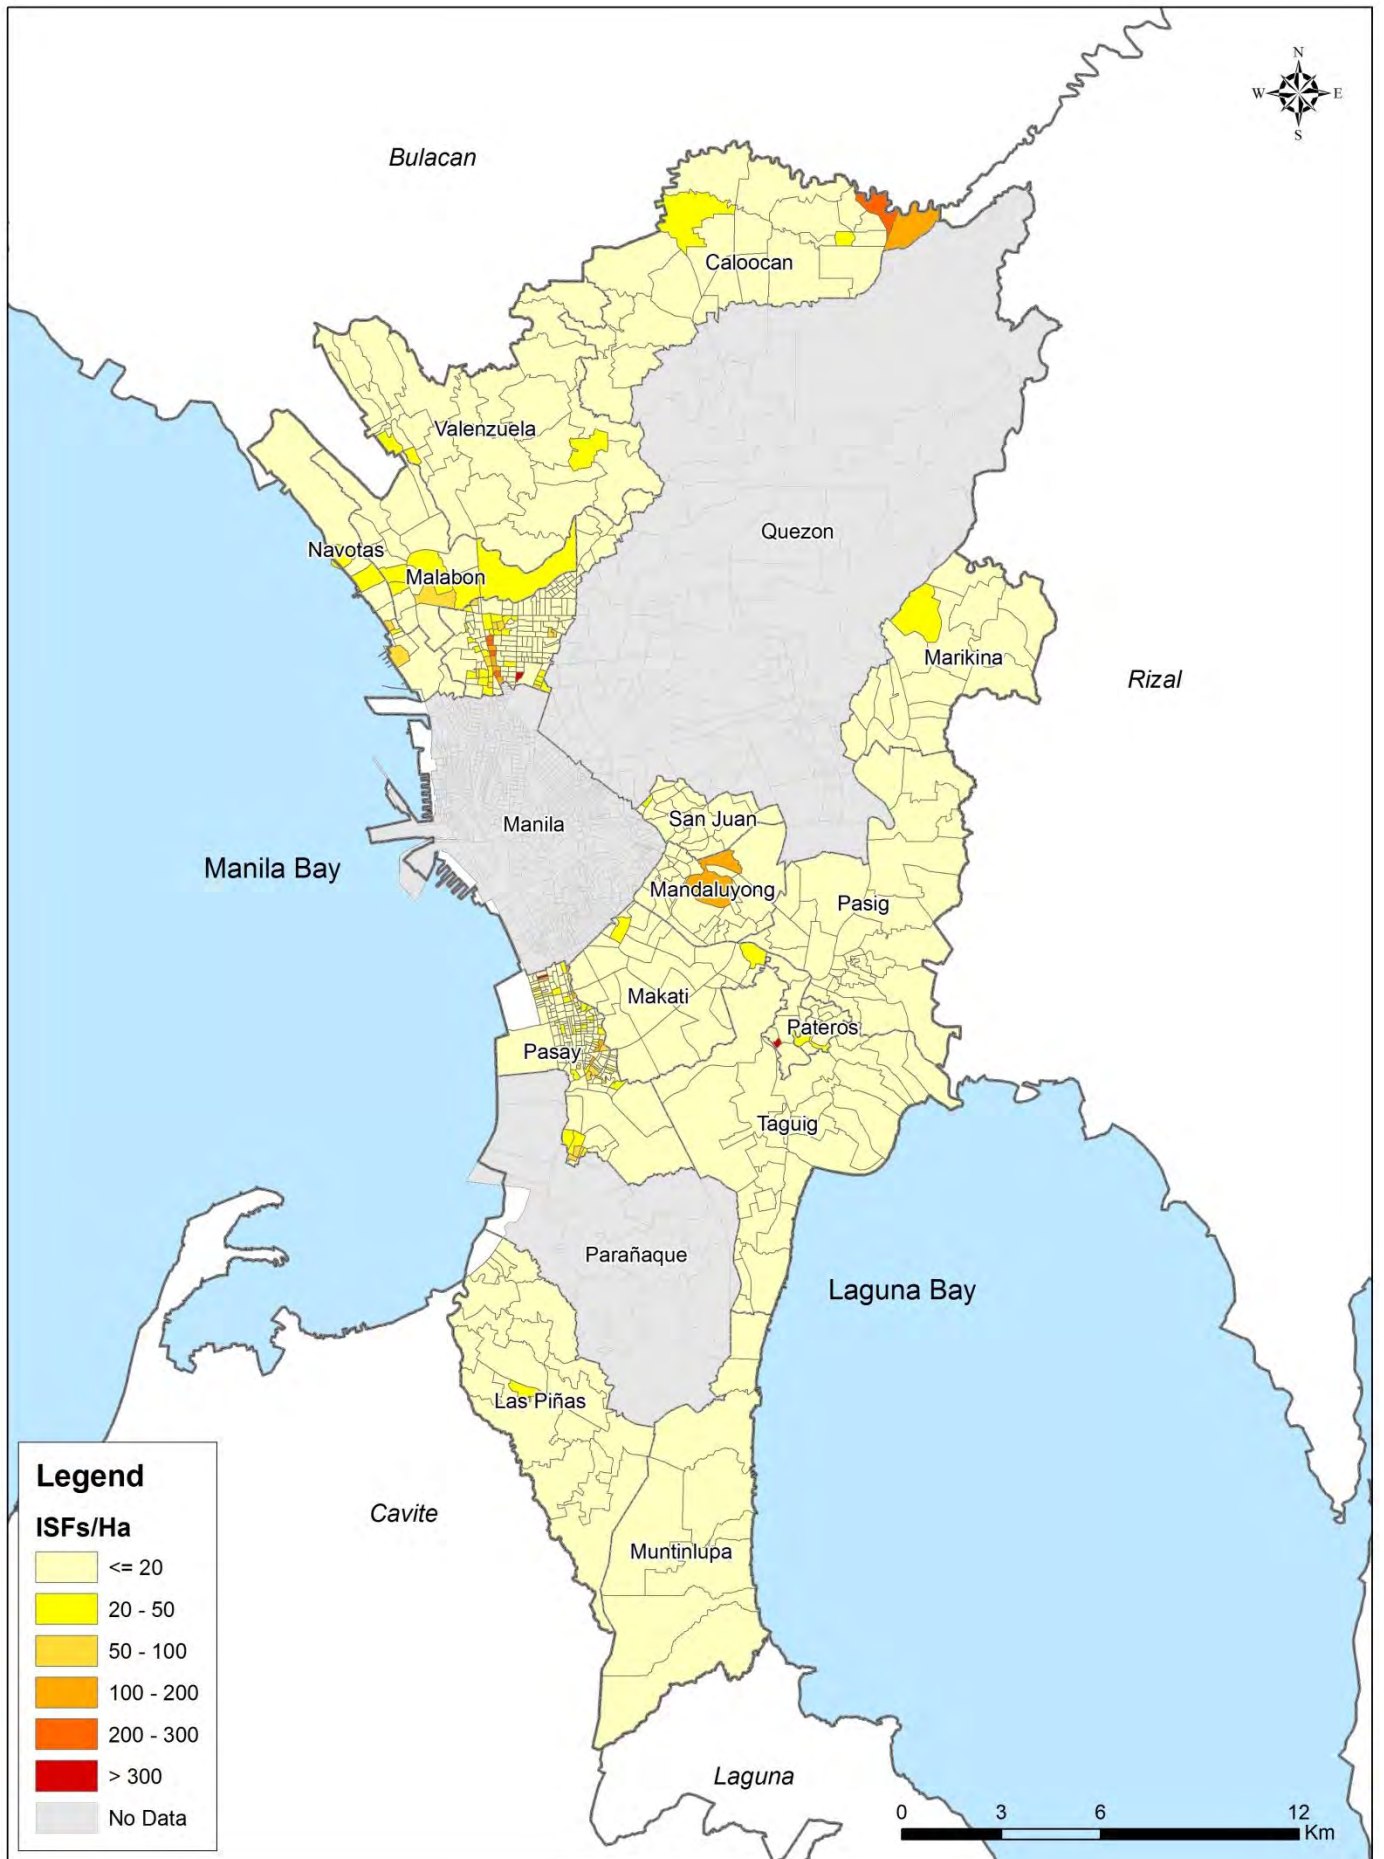 N
W
E
S
Bulacan
Caloocan
Valenzuela
Quezon
Navotas
Malabon
Marikina
Rizal
San Juan
Manila
Manila Bay
Mandaluyong
Pasig
Makati
Pateros
Pasay
Taguig
Parañaque
Laguna Bay
Las Piñas
Cavite
Muntinlupa
Laguna
Legend
ISFs/Ha
<= 20
20 - 50
50 - 100
100 - 200
200 - 300
> 300
No Data
0 3 6 12
Km